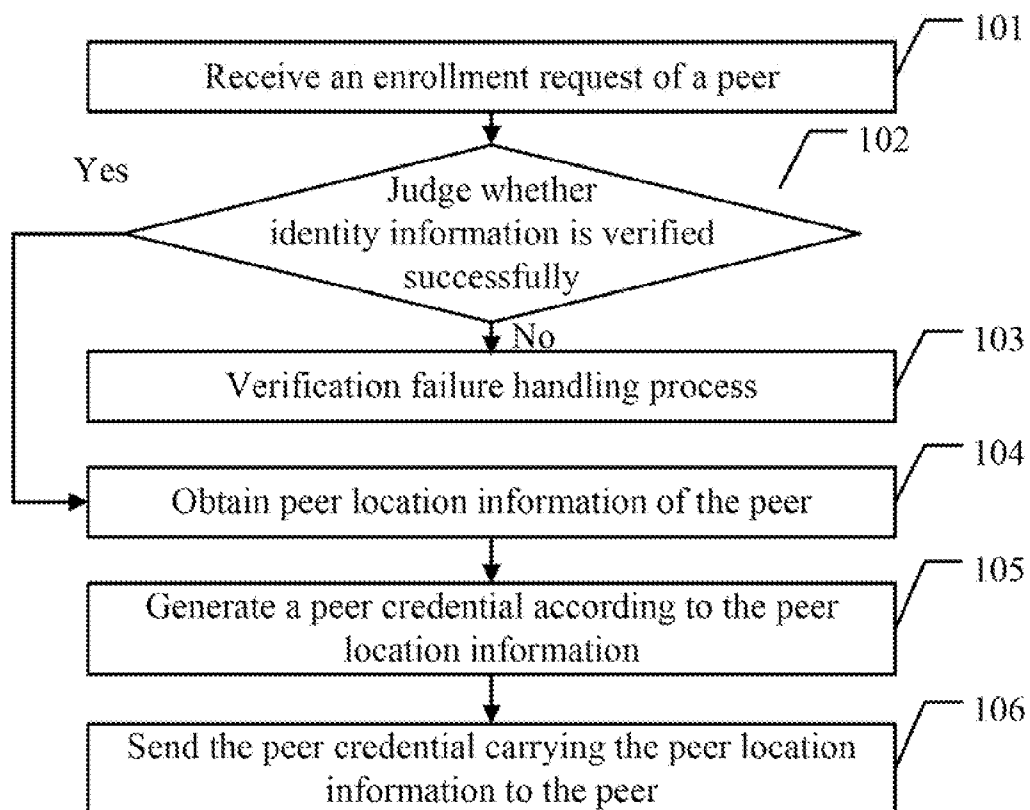 101
Receive an enrollment request of a peer
102
Yes
Judge whether
identity information is verified
successfully
No
103
Verification failure handling process
104
Obtain peer location information of the peer
105
Generate a peer credential according to the peer
location information
106
Send the peer credential carrying the peer location
information to the peer